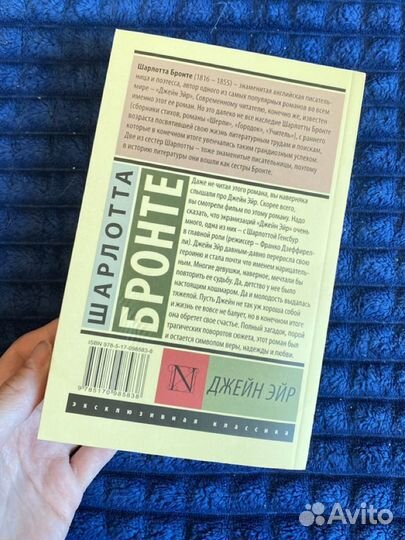 Шарлотта Бронте (1816 – 1855) – знаменитая английская писатель-
ница и поэтесса, автор одного из самых популярных романов во всем
мире – «Джейн Эйр». Современному читателю, конечно же, известен
именно этот ее роман. Но это далеко не все наследие Шарлотты Бронте
(сборники стихов, романы «Шерли», «Городок», «Учитель»), с раннего
возраста посвятившей свою жизнь литературным трудам и поискам,
которые в конечном итоге увенчались таким грандиозным успехом.
Две из сестер Шарлотты – тоже знаменитые писательницы, поэтому
в историю литературы они вошли как сестры Бронте.
ШАРЛОТТА
БРОНТЕ
Даже не читая этого романа, вы наверняка
слышали про Джейн Эйр. Скорее всего,
вы смотрели фильм по этому роману. Надо
сказать, что экранизаций «Джейн Эйр» очень
много, одна из них – с Шарлоттой Генсбур
в главной роли (режиссер – Франко Дзеффирел-
ли). Джейн Эйр давным-давно переросла свою
героиню и стала почти что именем нарицатель-
ным. Многие девушки, наверное, мечтали бы
повторить ее судьбу. Да, детство у нее было
настоящим кошмаром. Да и молодость выдалась
тяжелой. Пусть Джейн не так уж хороша собой
и жизнь ее вовсе не балует, но в конечном итоге
она обретет свое счастье. Полный загадок, порой
трагических поворотов сюжета, этот роман был
и остается символом веры, надежды и любви.
ISBN 978-5-17-098583-8
9 785170 985838
N
ДЖЕЙН ЭЙР
эксклюзивная классика
Avito